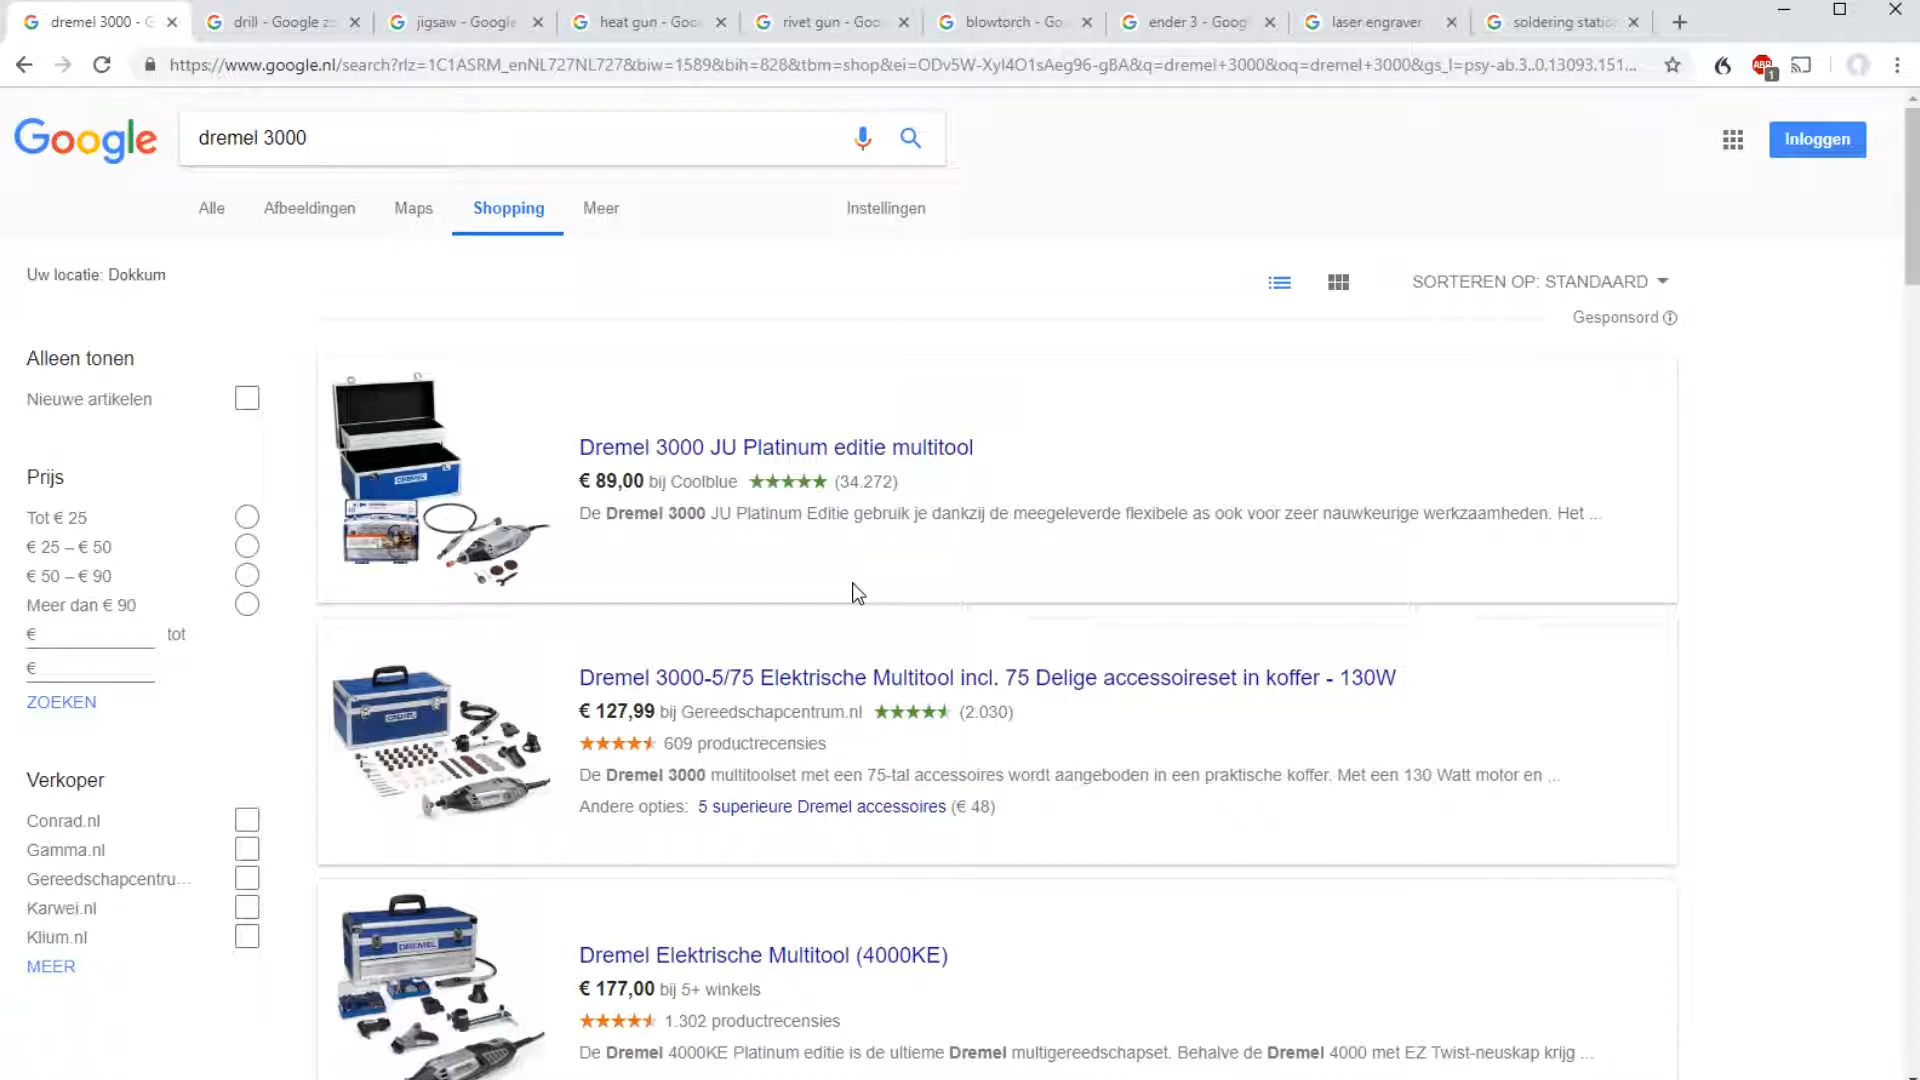 dremel 3000 - G
drill - Google zo
jigsaw - Google
heat gun - Goo
rivet gun - Goo
blowtorch - Go
ender 3 - Goog
laser engraver
soldering station
https://www.google.nl/search?rlz=1C1ASRM_enNL727NL727&biw=1589&bih=828&tbm=shop&ei=ODv5W-Xyl4O1sAeg96-gBA&q=dremel+3000&oq=dremel+3000&gs_l=psy-ab.3..0.13093.151...
ABP
1
Google
dremel 3000
Inloggen
Alle
Afbeeldingen
Maps
Shopping
Meer
Instellingen
Uw locatie: Dokkum
SORTEREN OP: STANDAARD
Gesponsord
Alleen tonen
Nieuwe artikelen
Prijs
Tot € 25
€ 25 – € 50
€ 50 – € 90
Meer dan € 90
€ tot
€
ZOEKEN
Verkoper
Conrad.nl
Gamma.nl
Gereedschapcentru...
Karwei.nl
Klium.nl
MEER
DREMEL
Dremel 3000 JU Platinum editie multitool
€ 89,00 bij Coolblue ★★★★★ (34.272)
De Dremel 3000 JU Platinum Editie gebruik je dankzij de meegeleverde flexibele as ook voor zeer nauwkeurige werkzaamheden. Het ...
DREMEL
Dremel 3000-5/75 Elektrische Multitool incl. 75 Delige accessoireset in koffer - 130W
€ 127,99 bij Gereedschapcentrum.nl (2.030)
609 productrecensies
De Dremel 3000 multitoolset met een 75-tal accessoires wordt aangeboden in een praktische koffer. Met een 130 Watt motor en ...
Andere opties: 5 superieure Dremel accessoires (€ 48)
DREMEL
Dremel Elektrische Multitool (4000KE)
€ 177,00 bij 5+ winkels
1.302 productrecensies
De Dremel 4000KE Platinum editie is de ultieme Dremel multigereedschapset. Behalve de Dremel 4000 met EZ Twist-neuskap krijg ...